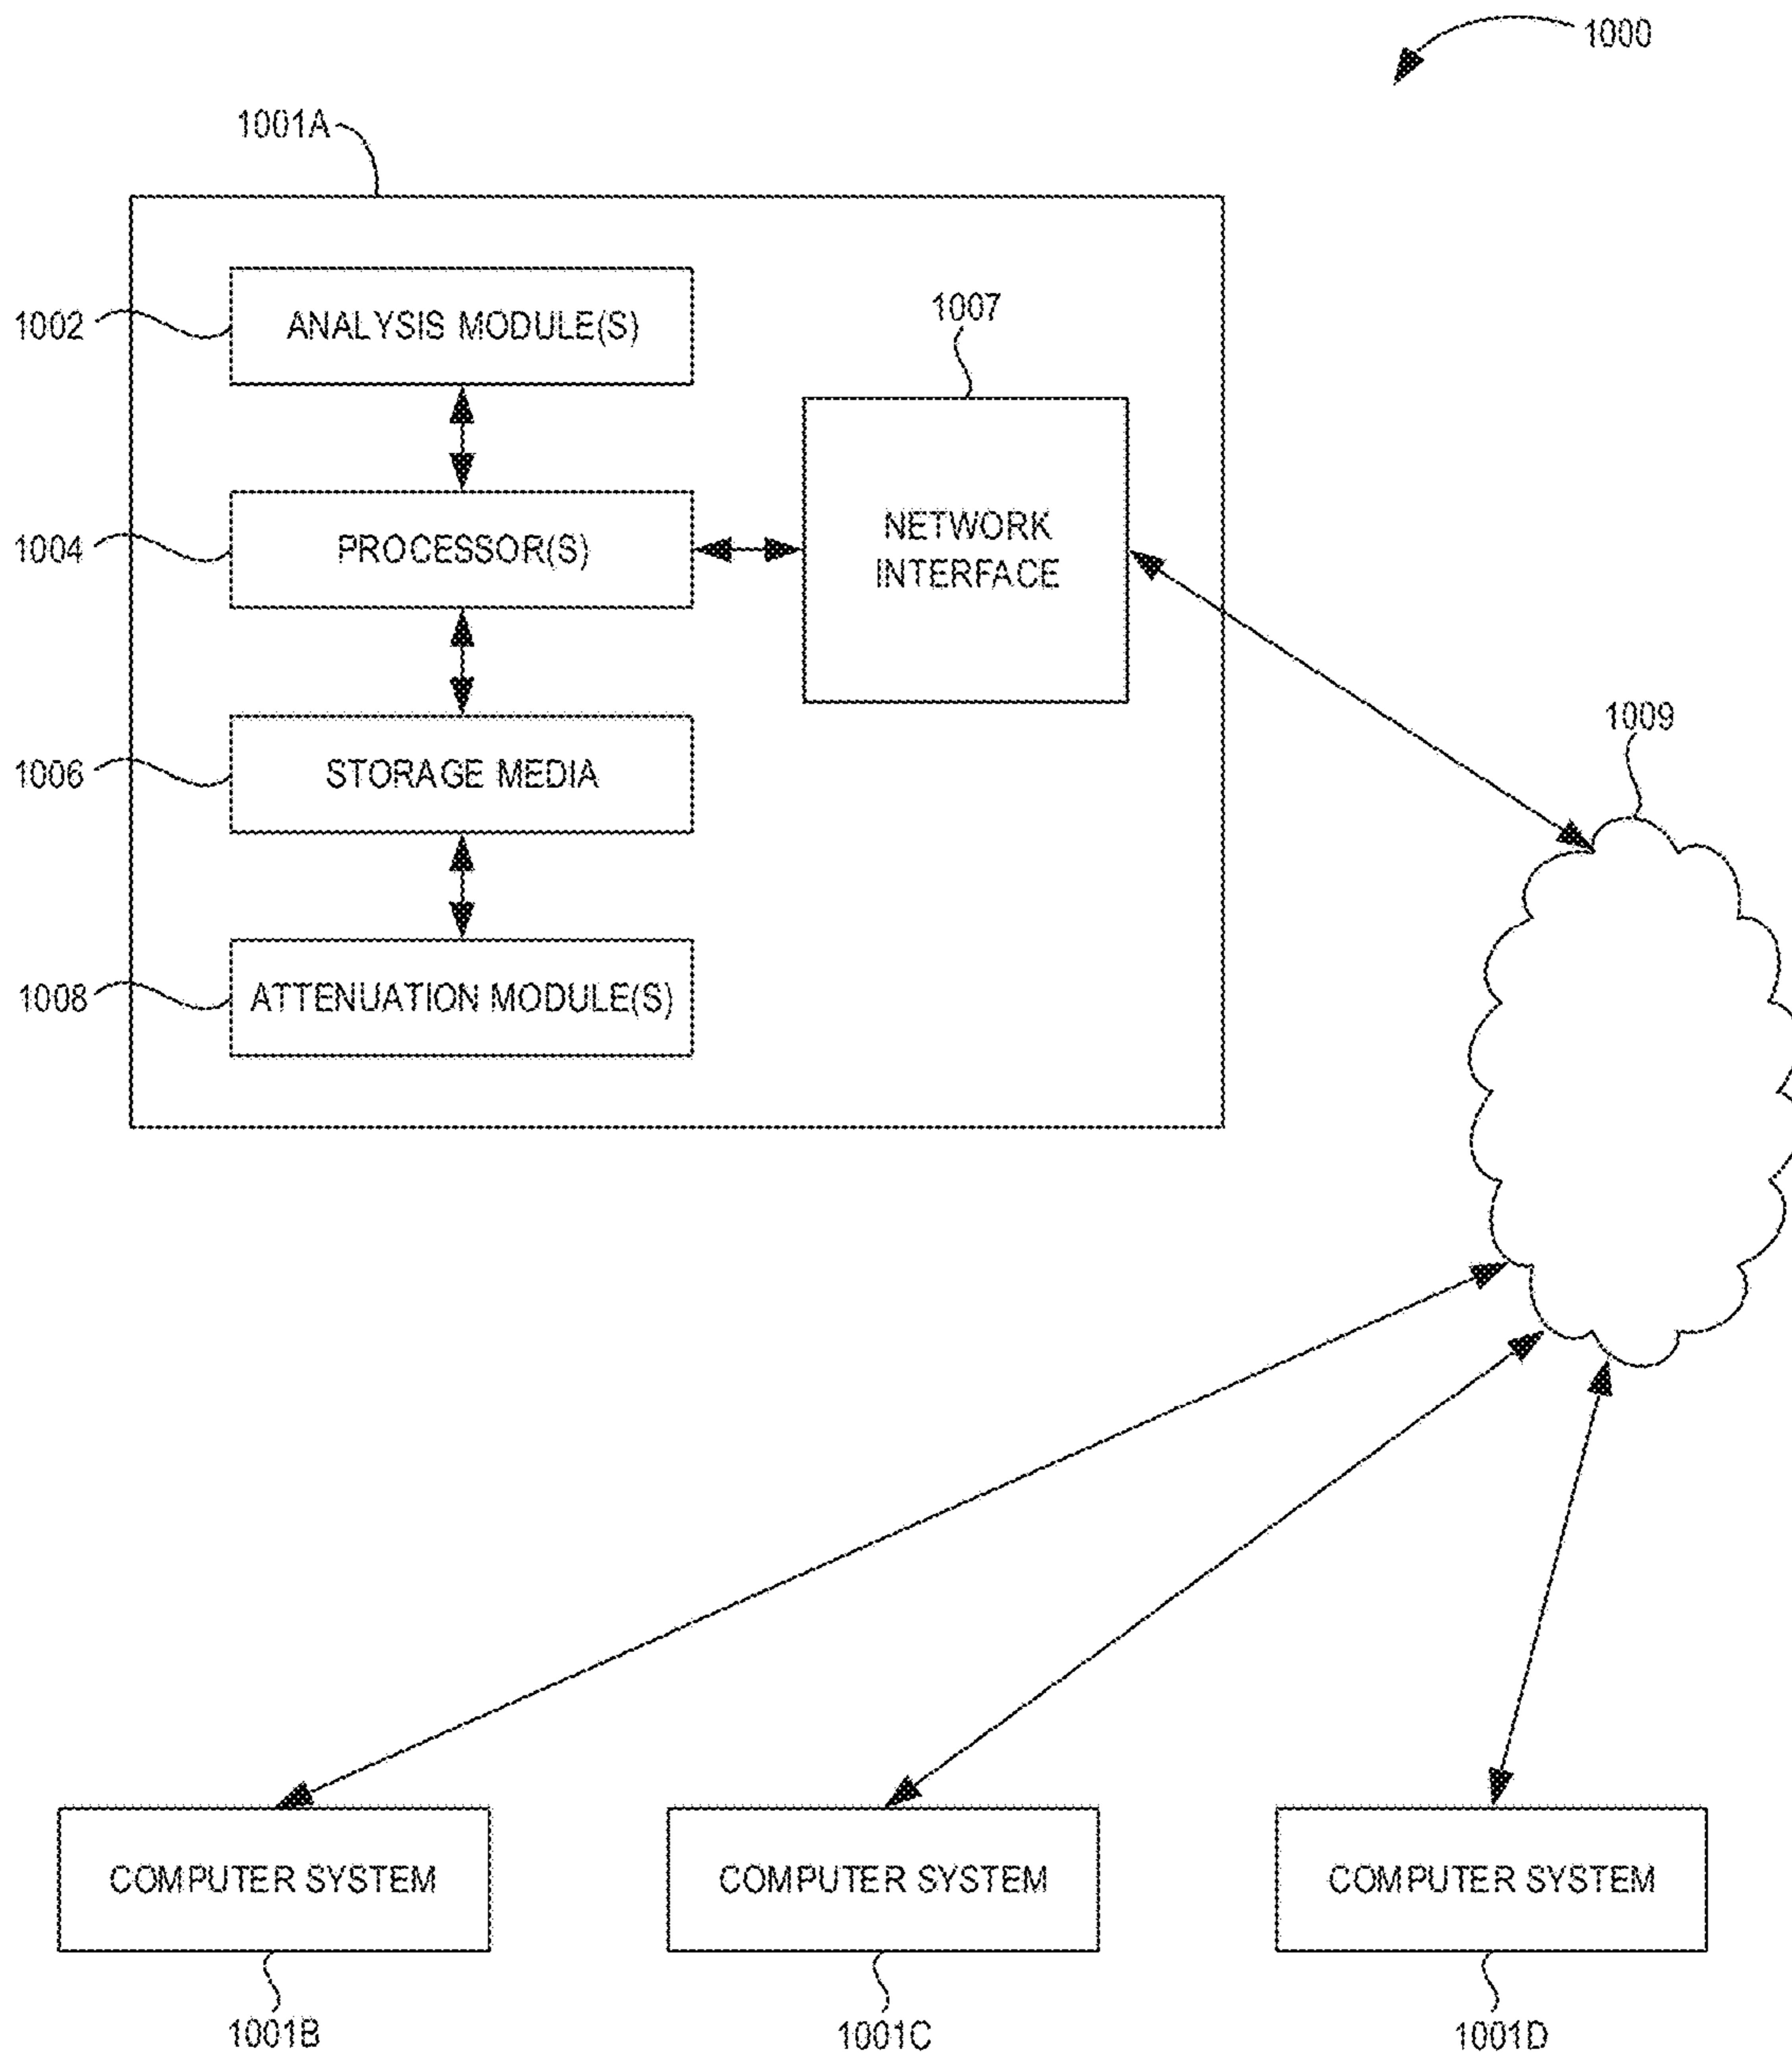 1000
1001A
1002
ANALYSIS MODULE(S)
1007
1004
PROCESSOR(S)
NETWORK
INTERFACE
1009
1006
STORAGE MEDIA
1008
ATTENUATION MODULE(S)
COMPUTER SYSTEM
COMPUTER SYSTEM
COMPUTER SYSTEM
1001B
1001C
1001D